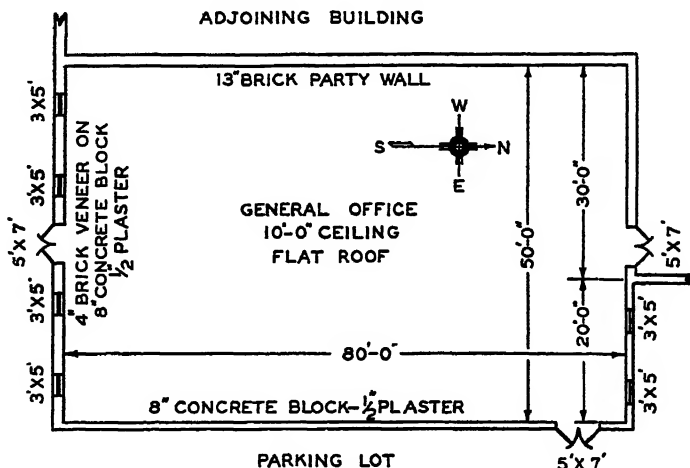 ADJOINING BUILDING
13" BRICK PARTY WALL
3'X5'
3'X5'
5'X7'
3'X5'
3'X5'
4" BRICK VENEER ON
8" CONCRETE BLOCK
1/2" PLASTER
W
S
N
E
GENERAL OFFICE
10'-0" CEILING
FLAT ROOF
50'-0"
30'-0"
20'-0"
5'X7'
3'X5'
3'X5'
80'-0"
8" CONCRETE BLOCK-1/2" PLASTER
PARKING LOT
5'X7'